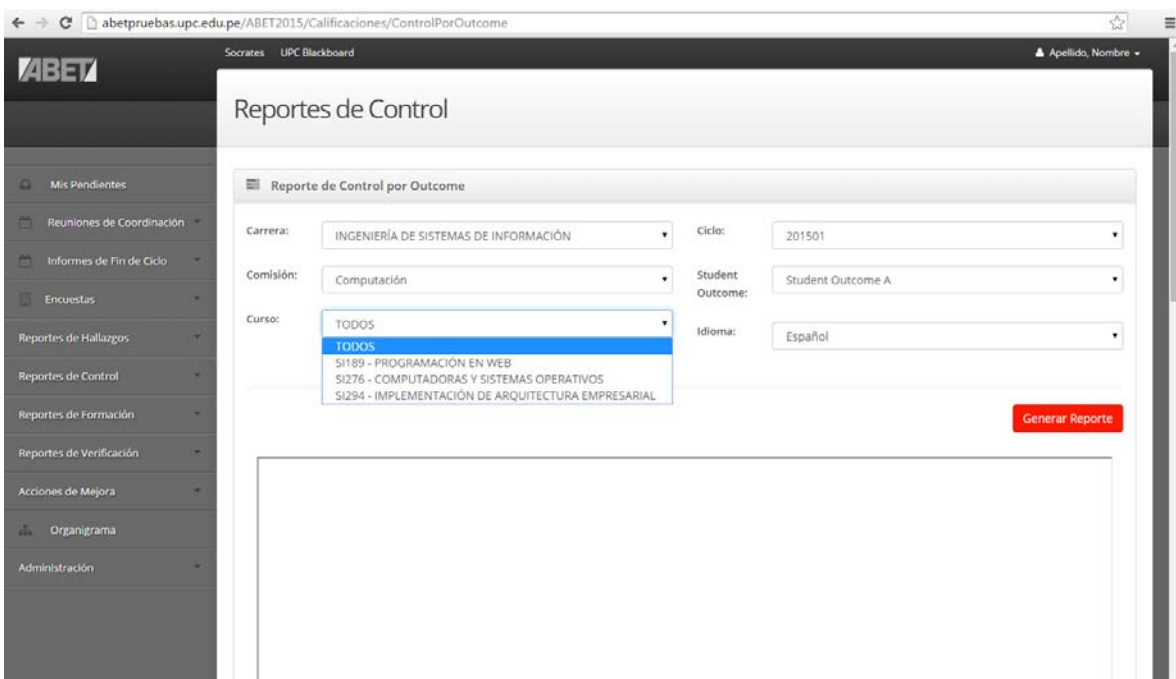 abetpruebas.upc.edu.pe/ABET2015/Calificaciones/ControlPorOutcome
Socrates UPC Blackboard
Apellido, Nombre
ABET
Reportes de Control
Mis Pendientes
Reuniones de Coordinación
Informes de Fin de Ciclo
Encuestas
Reportes de Hallazgos
Reportes de Control
Reportes de Formación
Reportes de Verificación
Acciones de Mejora
Organigrama
Administración
Reporte de Control por Outcome
Carrera: INGENIERÍA DE SISTEMAS DE INFORMACIÓN
Ciclo: 201501
Comisión: Computación
Student Outcome: Student Outcome A
Curso: TODOS
Idioma: Español
TODOS
SI189 - PROGRAMACIÓN EN WEB
SI276 - COMPUTADORAS Y SISTEMAS OPERATIVOS
SI294 - IMPLEMENTACIÓN DE ARQUITECTURA EMPRESARIAL
Generar Reporte